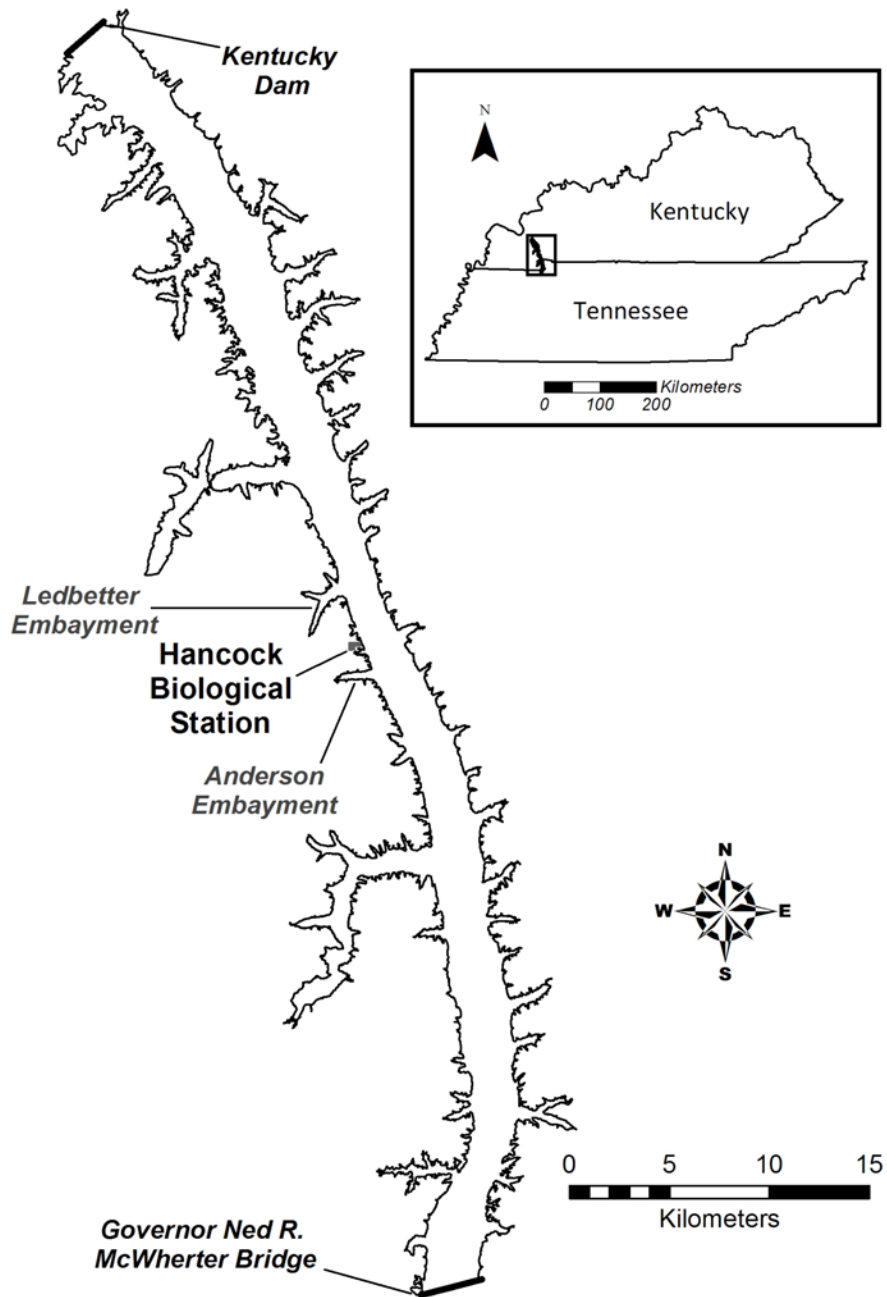 Kentucky
Dam
N
Kentucky
Tennessee
Kilometers
0 100 200
Ledbetter
Embayment
Hancock
Biological
Station
Anderson
Embayment
N
W E
S
0 5 10 15
Kilometers
Governor Ned R.
McWherter Bridge